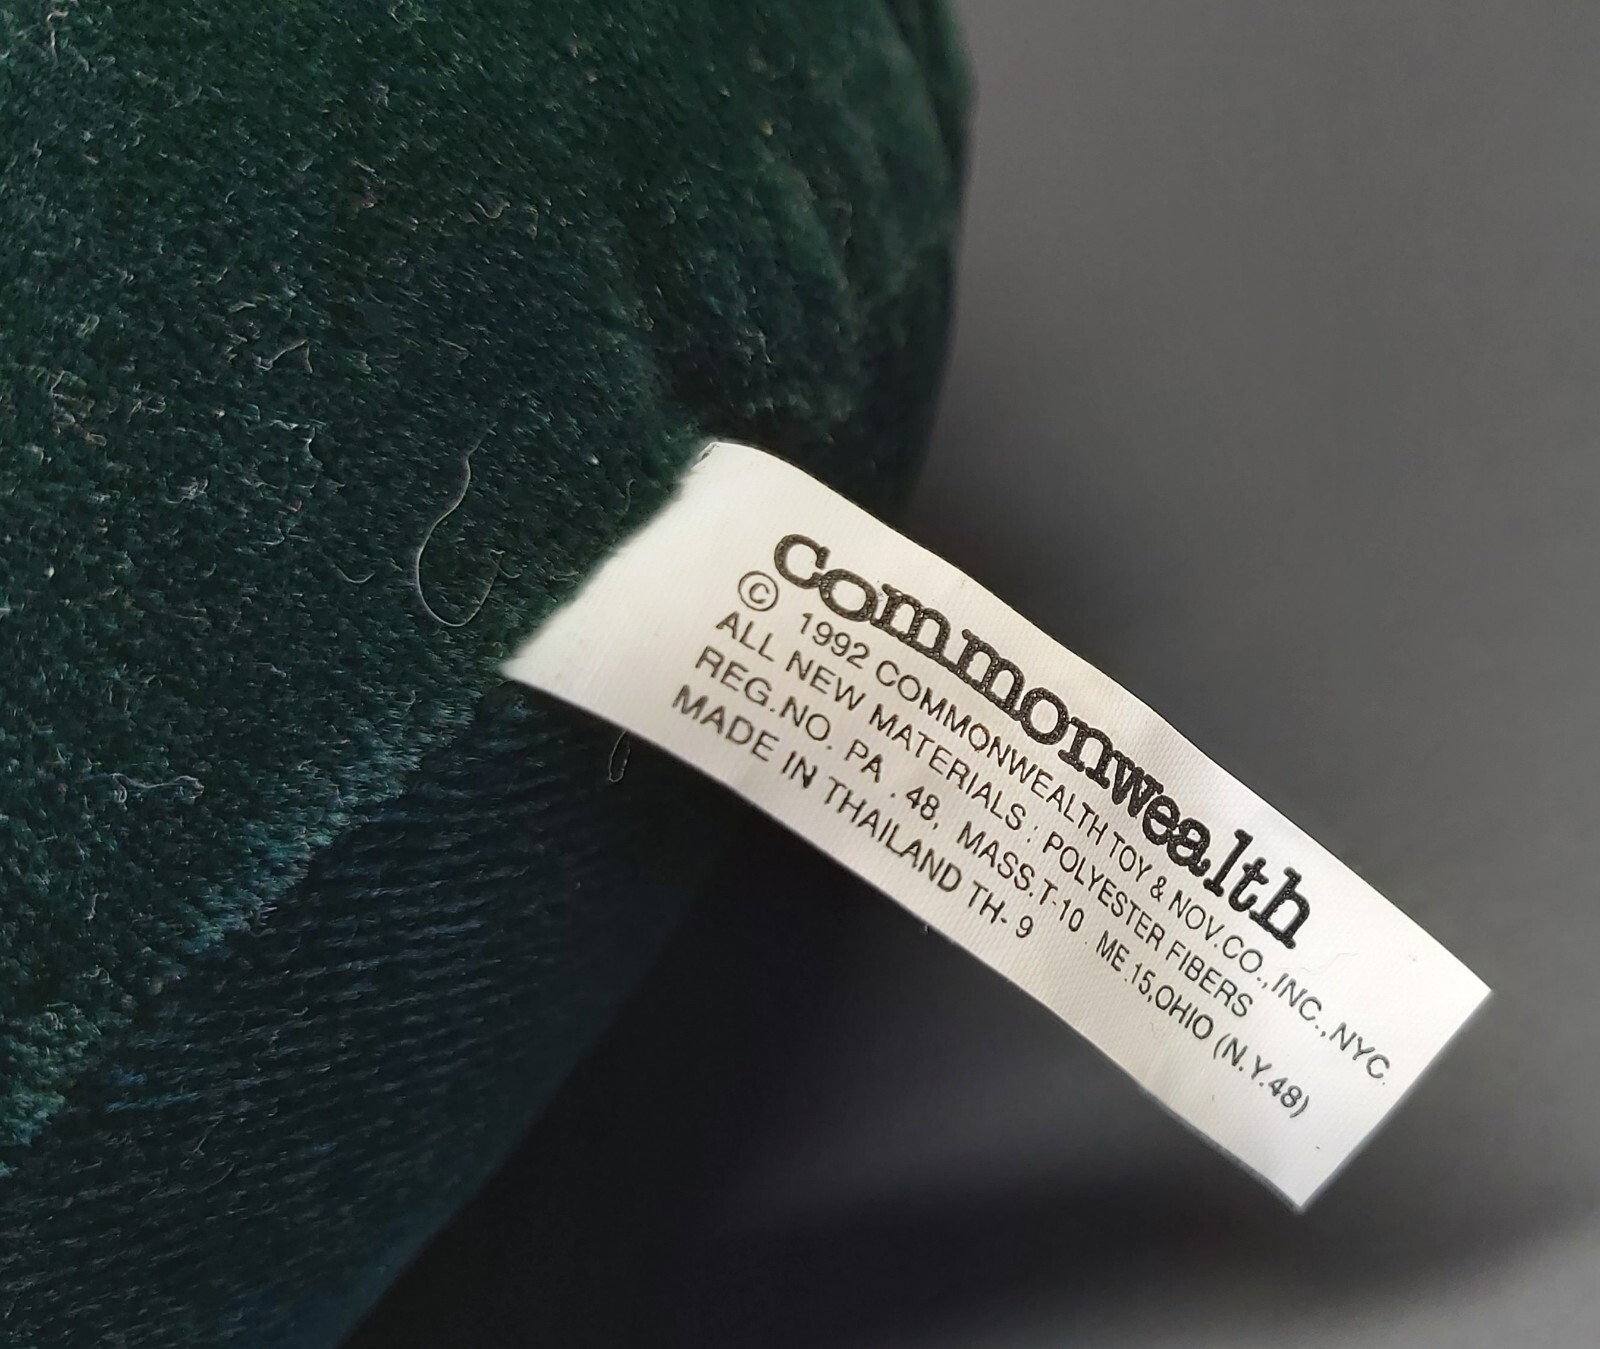 commonwealth
© 1992 COMMONWEALTH TOY & NOV.CO.,INC.,NYC.
ALL NEW MATERIALS : POLYESTER FIBERS
REG.NO. PA . 48, MASS.T-10. ME.15,OHIO (N.Y.48)
MADE IN THAILAND TH- 9